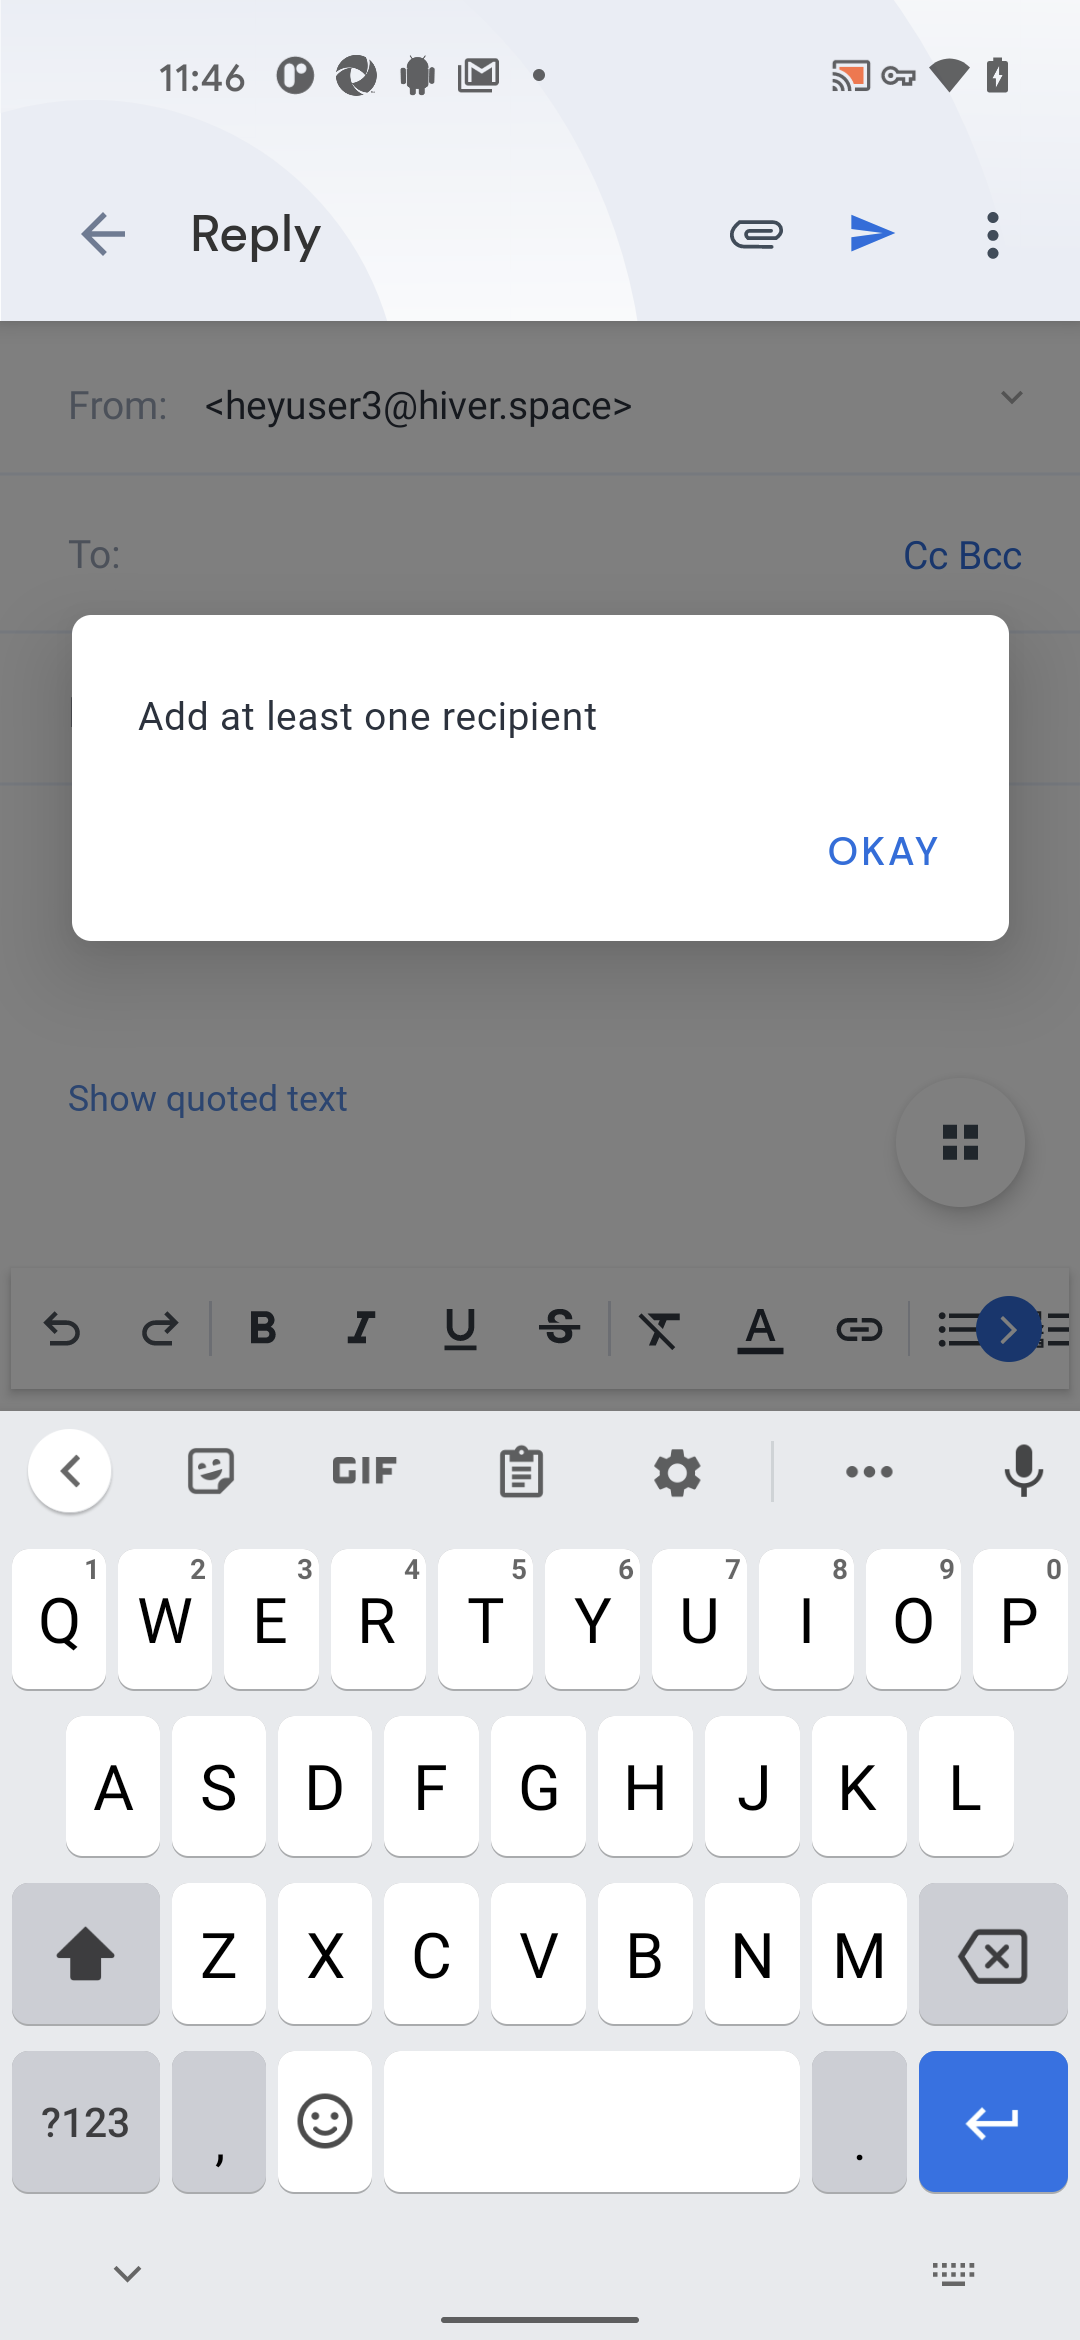 11:46
Reply
From: <heyuser3@hiver.space>
To: Cc Bcc
Add at least one recipient
OKAY
Show quoted text
B I U S A
GIF
1 2 3 4 5 6 7 8 9 0
Q W E R T Y U I O P
A S D F G H J K L
Z X C V B N M
?123 , .